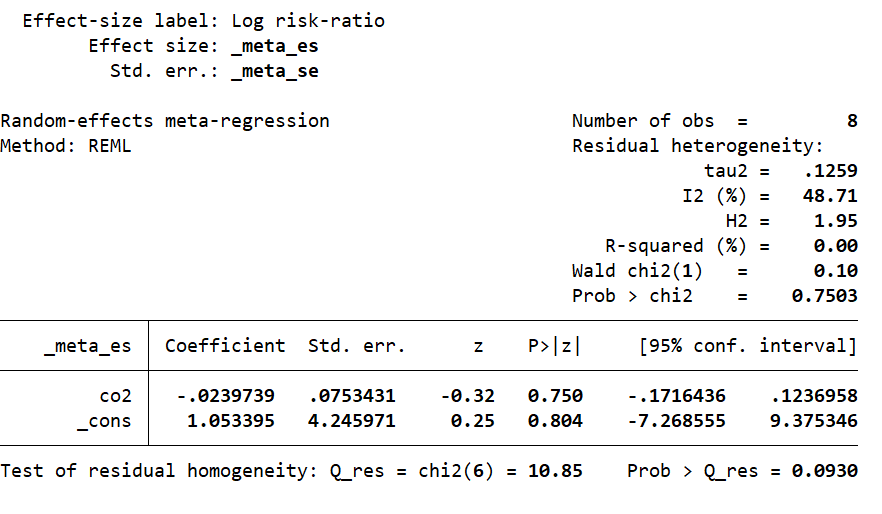 Effect-size label: Log risk-ratio
Effect size: _meta_es
Std. err.: _meta_se
Random-effects meta-regression Number of obs = 8
Method: REML Residual heterogeneity:
tau2 = .1259
I2 (%) = 48.71
H2 = 1.95
R-squared (%) = 0.00
Wald chi2(1) = 0.10
Prob > chi2 = 0.7503
_meta_es Coefficient Std. err. z P>|z| [95% conf. interval]
co2 -.0239739 .0753431 -0.32 0.750 -.1716436 .1236958
_cons 1.053395 4.245971 0.25 0.804 -7.268555 9.375346
Test of residual homogeneity: Q_res = chi2(6) = 10.85 Prob > Q_res = 0.0930